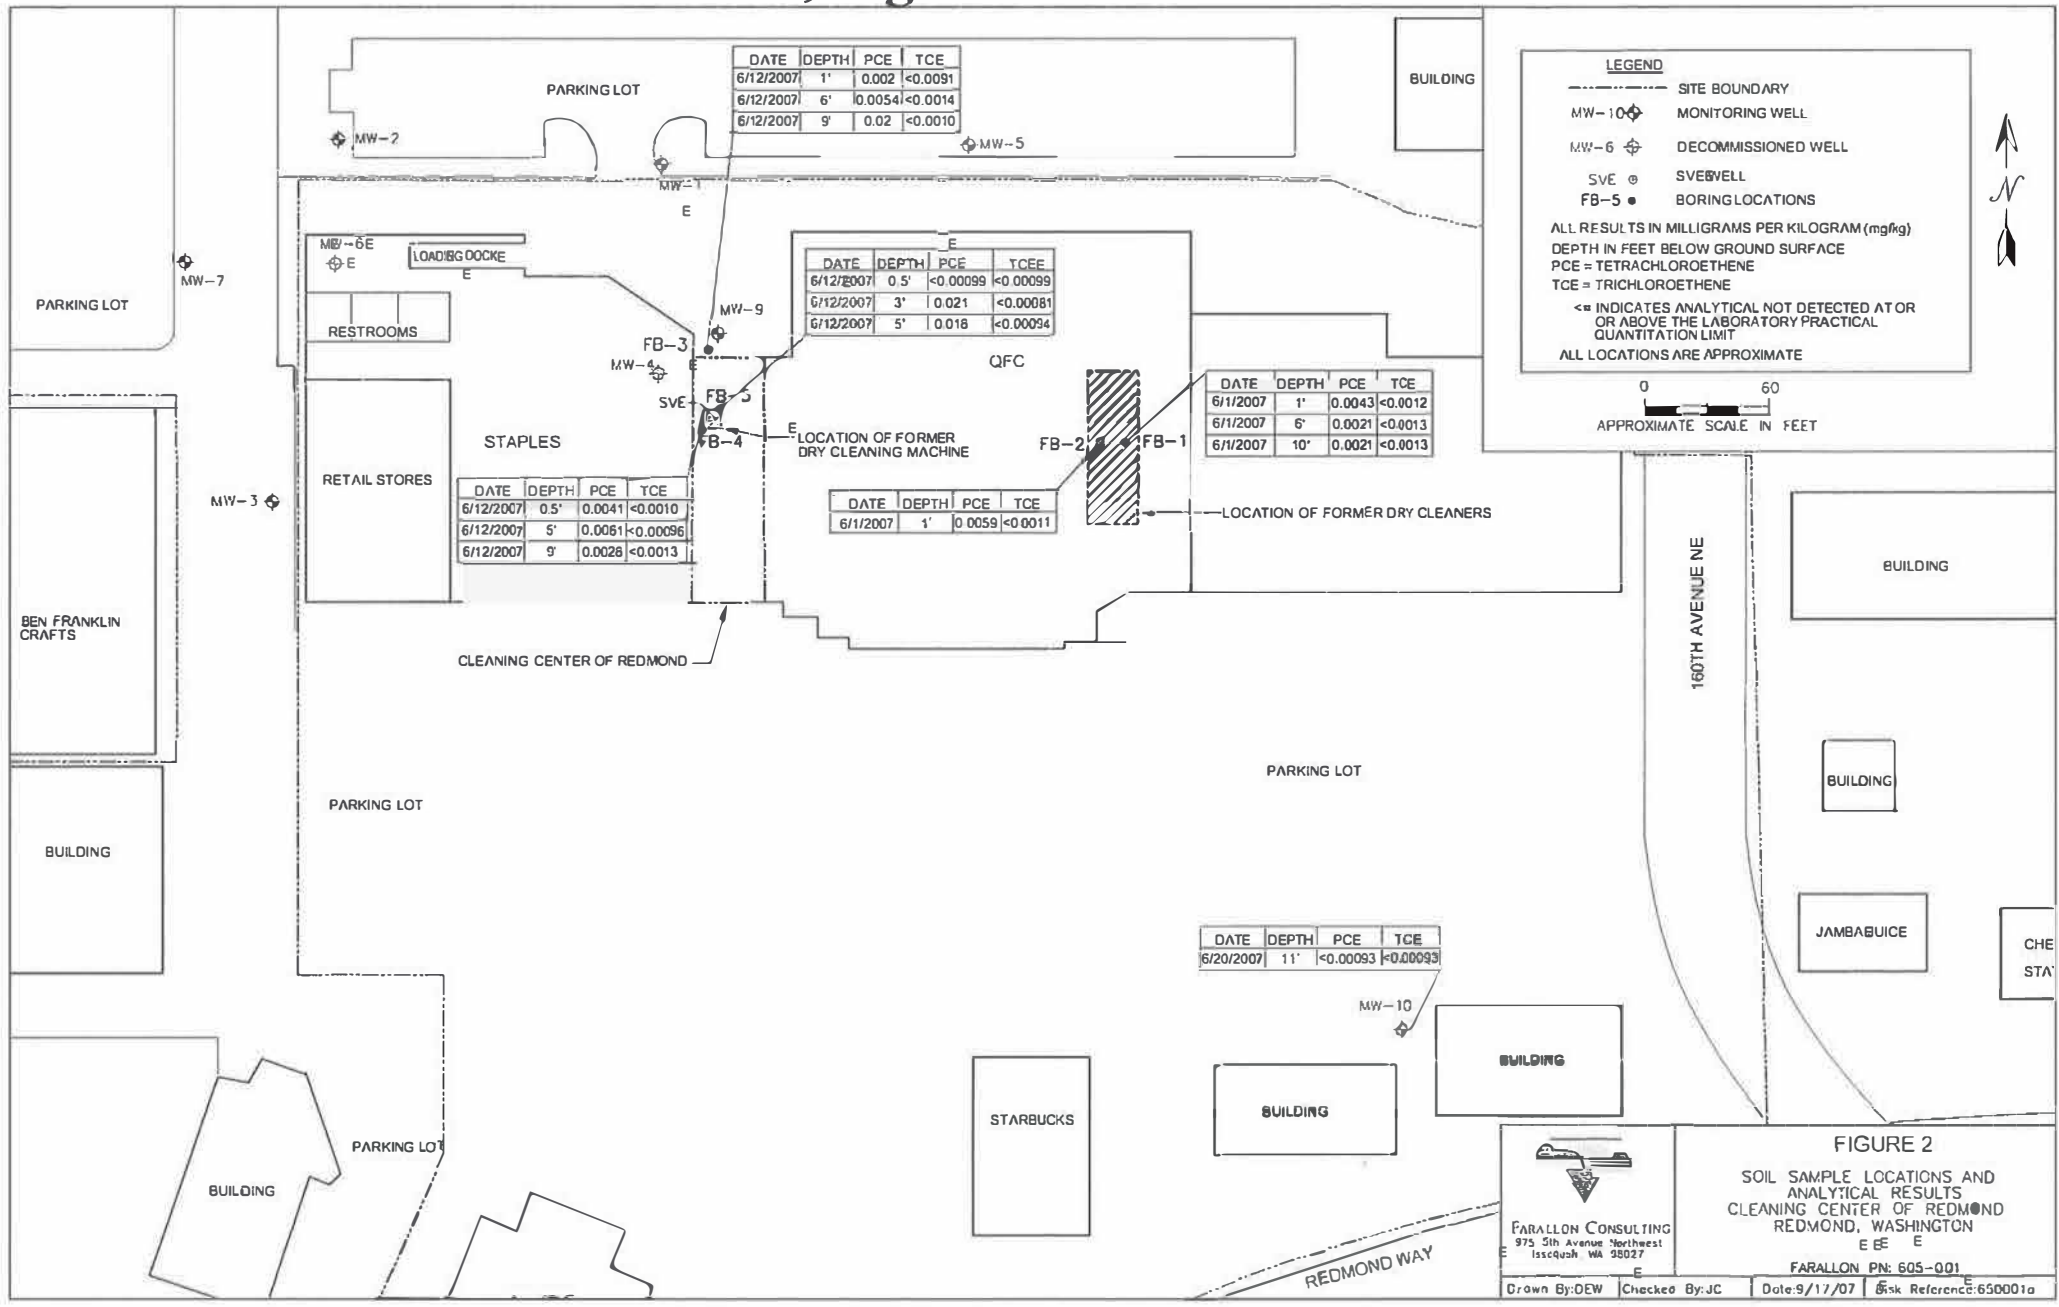 DATE DEPTH PCE TCE
6/12/2007 1' 0.002 <0.0091
6/12/2007 6' 0.0054 <0.0014
6/12/2007 9' 0.02 <0.0010
PARKING LOT
MW-2
MW-1
E
MW-5
BUILDING
LEGEND
SITE BOUNDARY
MW-10 MONITORING WELL
MW-6 DECOMMISSIONED WELL
SVE
FB-5 BORING LOCATIONS
ALL RESULTS IN MILLIGRAMS PER KILOGRAM (mg/kg)
DEPTH IN FEET BELOW GROUND SURFACE
PCE = TETRACHLOROETHENE
TCE = TRICHLOROETHENE
<= INDICATES ANALYTICAL NOT DETECTED AT OR
OR ABOVE THE LABORATORY PRACTICAL
QUANTITATION LIMIT
ALL LOCATIONS ARE APPROXIMATE
0 60
APPROXIMATE SCALE IN FEET
N
PARKING LOT
MW-7
E
LOADING DOCKE
E
RESTROOMS
MW-9
FB-3
MW-4
E
SVE
FB-4
E
DATE DEPTH PCE TCEE
6/12/2007 0.5' <0.00099 <0.00099
6/12/2007 3' 0.021 <0.00081
6/12/2007 5' 0.018 <0.00094
QFC
STAPLES
LOCATION OF FORMER
DRY CLEANING MACHINE
FB-2
FB-1
DATE DEPTH PCE TCE
6/1/2007 1' 0.0043 <0.0012
6/1/2007 6' 0.0021 <0.0013
6/1/2007 10' 0.0021 <0.0013
RETAIL STORES
MW-3
DATE DEPTH PCE TCE
6/12/2007 0.5' 0.0041 <0.0010
6/12/2007 5' 0.0061 <0.00096
6/12/2007 9' 0.0028 <0.0013
DATE DEPTH PCE TCE
6/1/2007 1' 0.0059 <0.0011
LOCATION OF FORMER DRY CLEANERS
160TH AVENUE NE
BUILDING
BEN FRANKLIN
CRAFTS
CLEANING CENTER OF REDMOND
PARKING LOT
PARKING LOT
BUILDING
BUILDING
JAMBABUICE
CHE
STA
DATE DEPTH PCE TCE
6/20/2007 11' <0.00093 <0.00093
MW-10
BUILDING
BUILDING
STARBUCKS
PARKING LOT
BUILDING
REDMOND WAY
FARALLON CONSULTING
975 5th Avenue Northwest
Issaquah, WA 98027
FIGURE 2
SOIL SAMPLE LOCATIONS AND
ANALYTICAL RESULTS
CLEANING CENTER OF REDMOND
REDMOND, WASHINGTON
FARALLON PN: 605-001
Drawn By:DEW Checked By:JC Date:9/17/07 Disk Reference:650001a